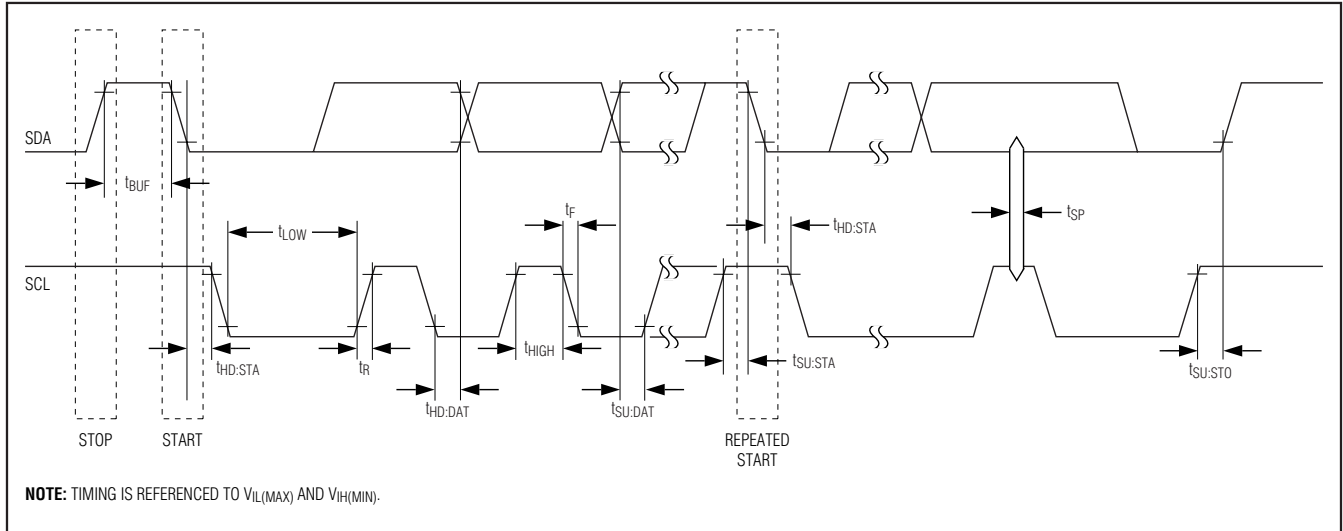 SDA
tBUF
tF
tHD:STA
tSP
tLOW
SCL
tHD:STA
tR
tHIGH
tSU:STA
tSU:STO
tHD:DAT
tSU:DAT
STOP
START
REPEATED
START
NOTE: TIMING IS REFERENCED TO VIL(MAX) AND VIH(MIN).